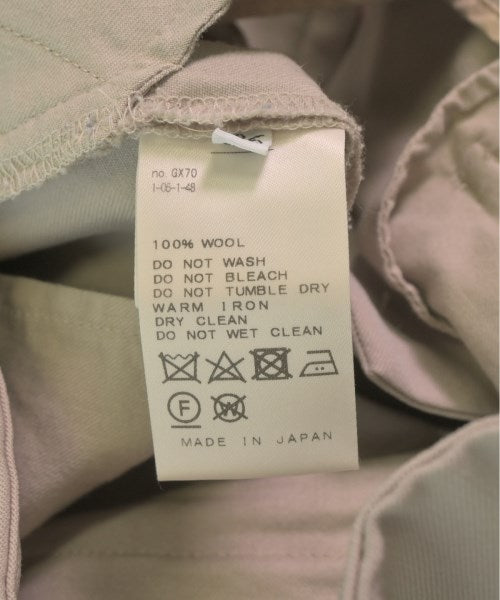 no. GX70
1-05-1-48
100% WOOL
DO NOT WASH
DO NOT BLEACH
DO NOT TUMBLE DRY
WARM IRON
DRY CLEAN
DO NOT WET CLEAN
F W
MADE IN JAPAN